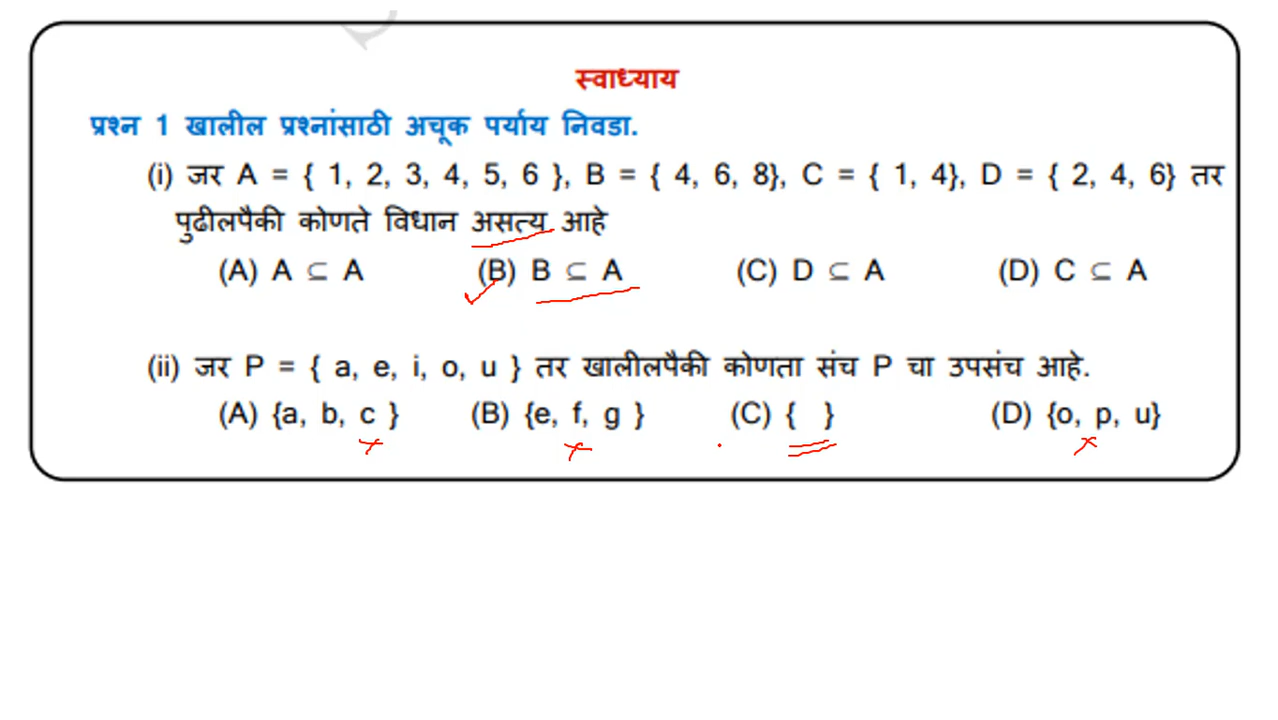 स्वाध्याय
प्रश्न 1 खालील प्रश्नांसाठी अचूक पर्याय निवडा.
(i) जर A = { 1, 2, 3, 4, 5, 6 }, B = { 4, 6, 8}, C = { 1, 4}, D = { 2, 4, 6} तर
पुढीलपैकी कोणते विधान असत्य आहे
(A) A ⊆ A (B) B ⊆ A (C) D ⊆ A (D) C ⊆ A
(ii) जर P = { a, e, i, o, u } तर खालीलपैकी कोणता संच P चा उपसंच आहे.
(A) {a, b, c } (B) {e, f, g } (C) { } (D) {o, p, u}